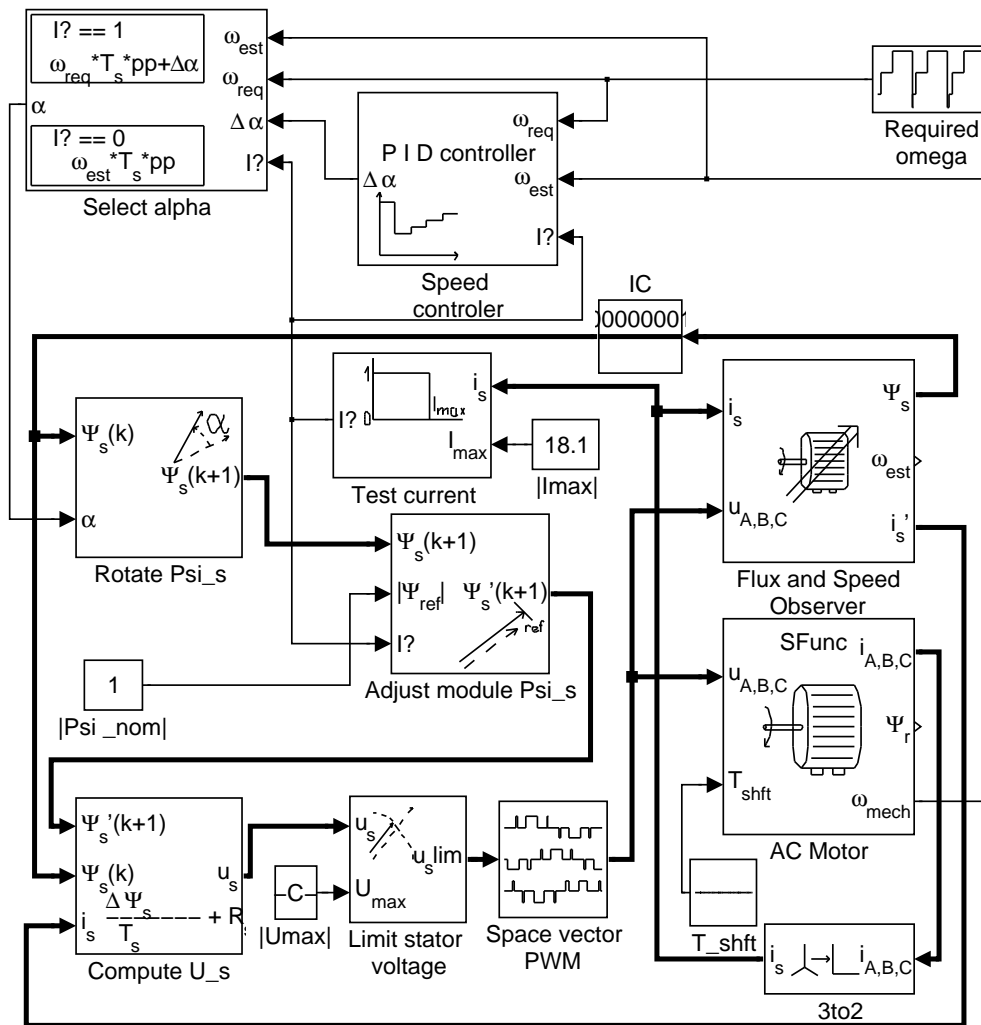 I? == 1
ω_req*T_s*pp+Δα
α
I? == 0
ω_est*T_s*pp
ω_est
ω_req
Δα
I?
Select alpha
P I D controller
ω_req
ω_est
Δα
I?
Speed
controler
Required
omega
IC
0000000
Ψ_s(k)
α
Ψ_s(k+1)
α
Rotate Psi_s
1
0
I max
i_s
I?
I_max
Test current
18.1
|Imax|
Ψ_s(k+1)
|Ψ_ref|
Ψ_s'(k+1)
ref
I?
Adjust module Psi_s
1
|Psi _nom|
i_s
u_A,B,C
Ψ_s
ω_est
i_s'
Flux and Speed
Observer
SFunc
u_A,B,C
T_shft
i_A,B,C
Ψ_r
ω_mech
AC Motor
Ψ_s'(k+1)
Ψ_s(k)
i_s
u_s
ΔΨ_s
------- + R
T_s
Compute U_s
C
|Umax|
u_s
u_s lim
U_max
Limit stator
voltage
Space vector
PWM
T_shft
i_s
i_A,B,C
3to2